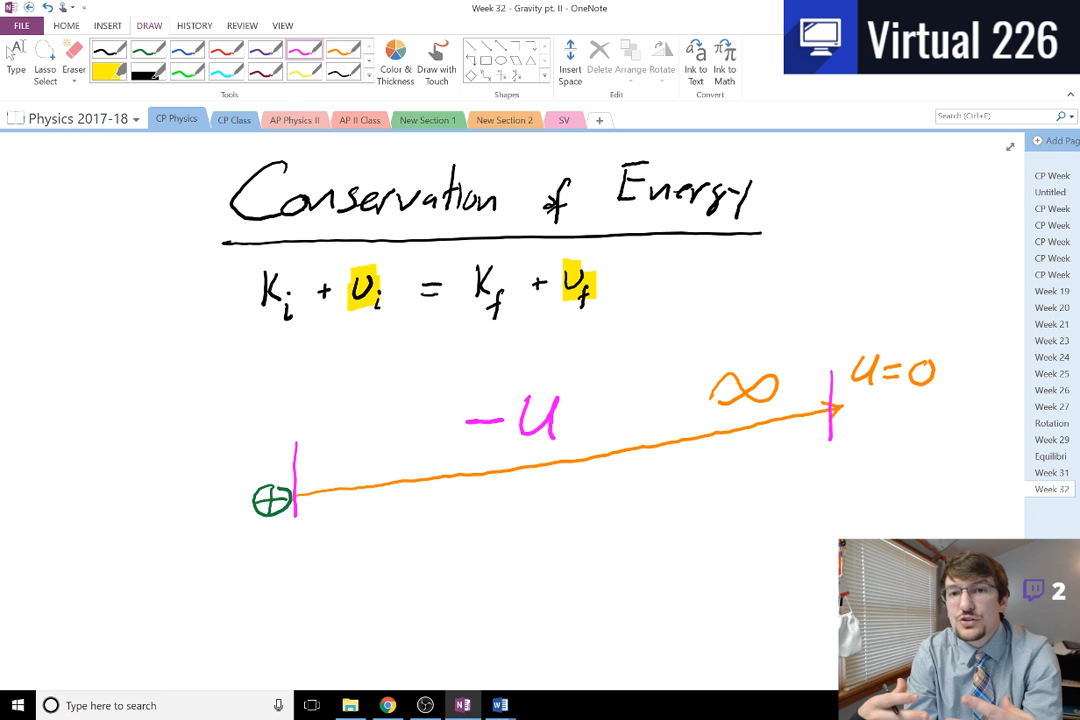 Week 32 - Gravity pt. II - OneNote
FILE HOME INSERT DRAW HISTORY REVIEW VIEW
Virtual 226
Type Lasso Select Eraser Color & Thickness Draw with Touch Insert Space Delete Arrange Rotate Ink to Text Ink to Math
Tools Shapes Edit Convert
Physics 2017-18 CP Physics CP Class AP Physics II AP II Class New Section 1 New Section 2 SV Search (Ctrl+E)
Add Pag
CP Week
Untitled
CP Week
CP Week
CP Week
CP Week
CP Week
Week 19
Week 20
Week 21
Week 23
Week 24
Week 25
Week 26
Week 27
Rotation
Week 29
Equilibri
Week 31
Week 32
Conservation of Energy
Ki + Ui = Kf + Uf
∞ U=0
-U
2
Type here to search